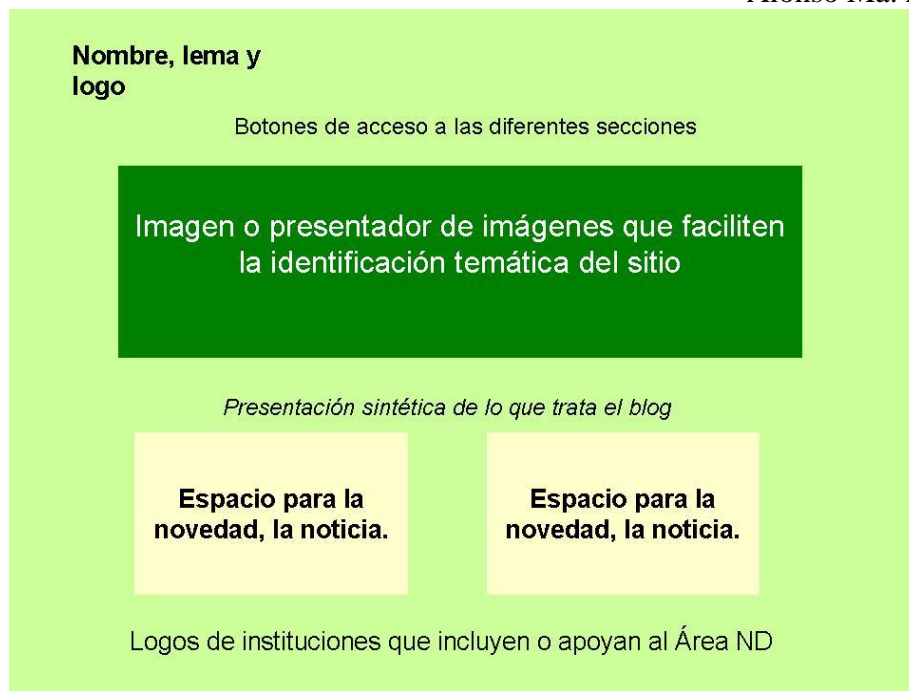 Nombre, lema y
logo
Botones de acceso a las diferentes secciones
Imagen o presentador de imágenes que faciliten
la identificación temática del sitio
Presentación sintética de lo que trata el blog
Espacio para la
novedad, la noticia.
Espacio para la
novedad, la noticia.
Logos de instituciones que incluyen o apoyan al Área ND